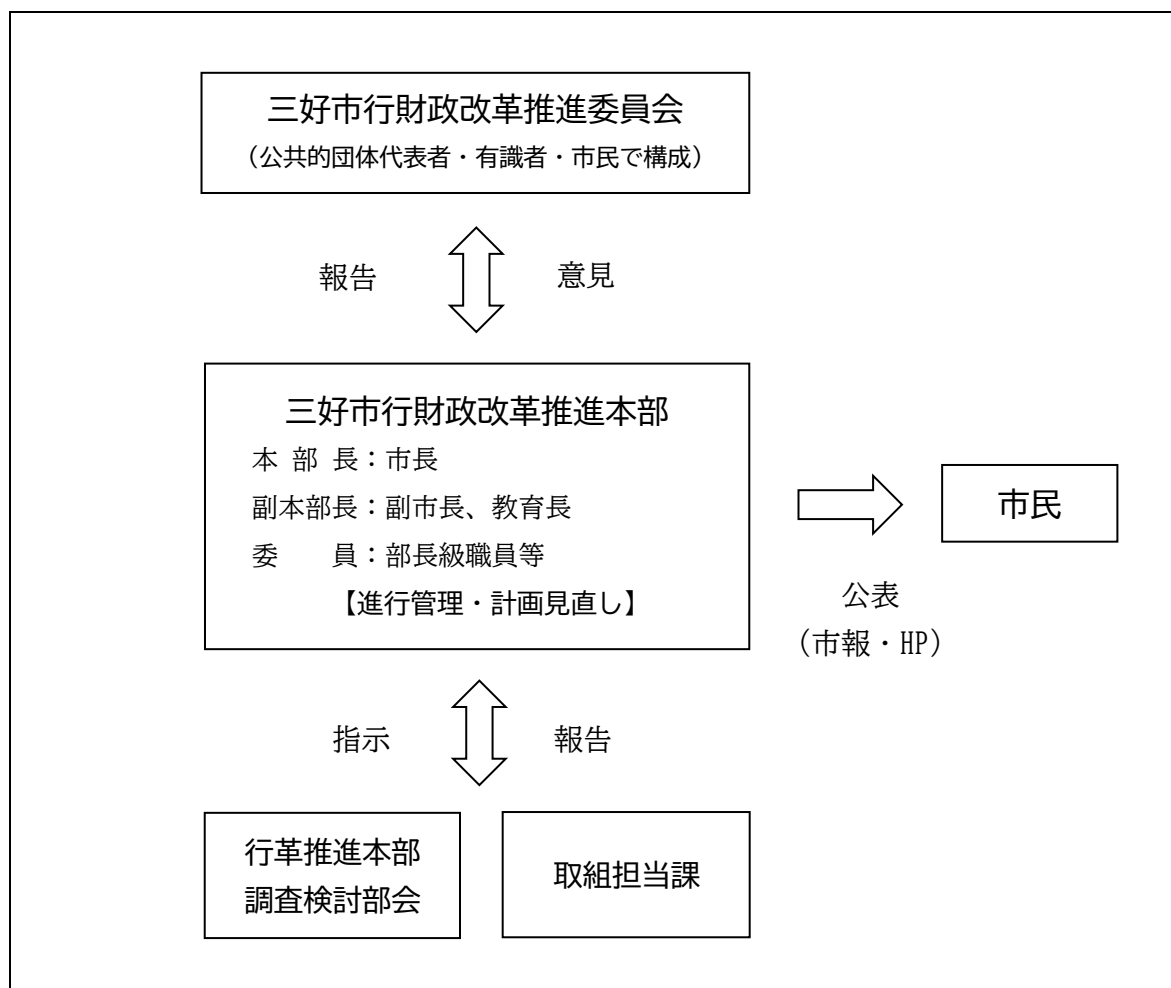 三好市行財政改革推進委員会
（公共的団体代表者・有識者・市民で構成）
報告
意見
三好市行財政改革推進本部
本 部 長：市長
副本部長：副市長、教育長
委　　員：部長級職員等
【進行管理・計画見直し】
市民
公表
（市報・HP）
指示
報告
行革推進本部
調査検討部会
取組担当課